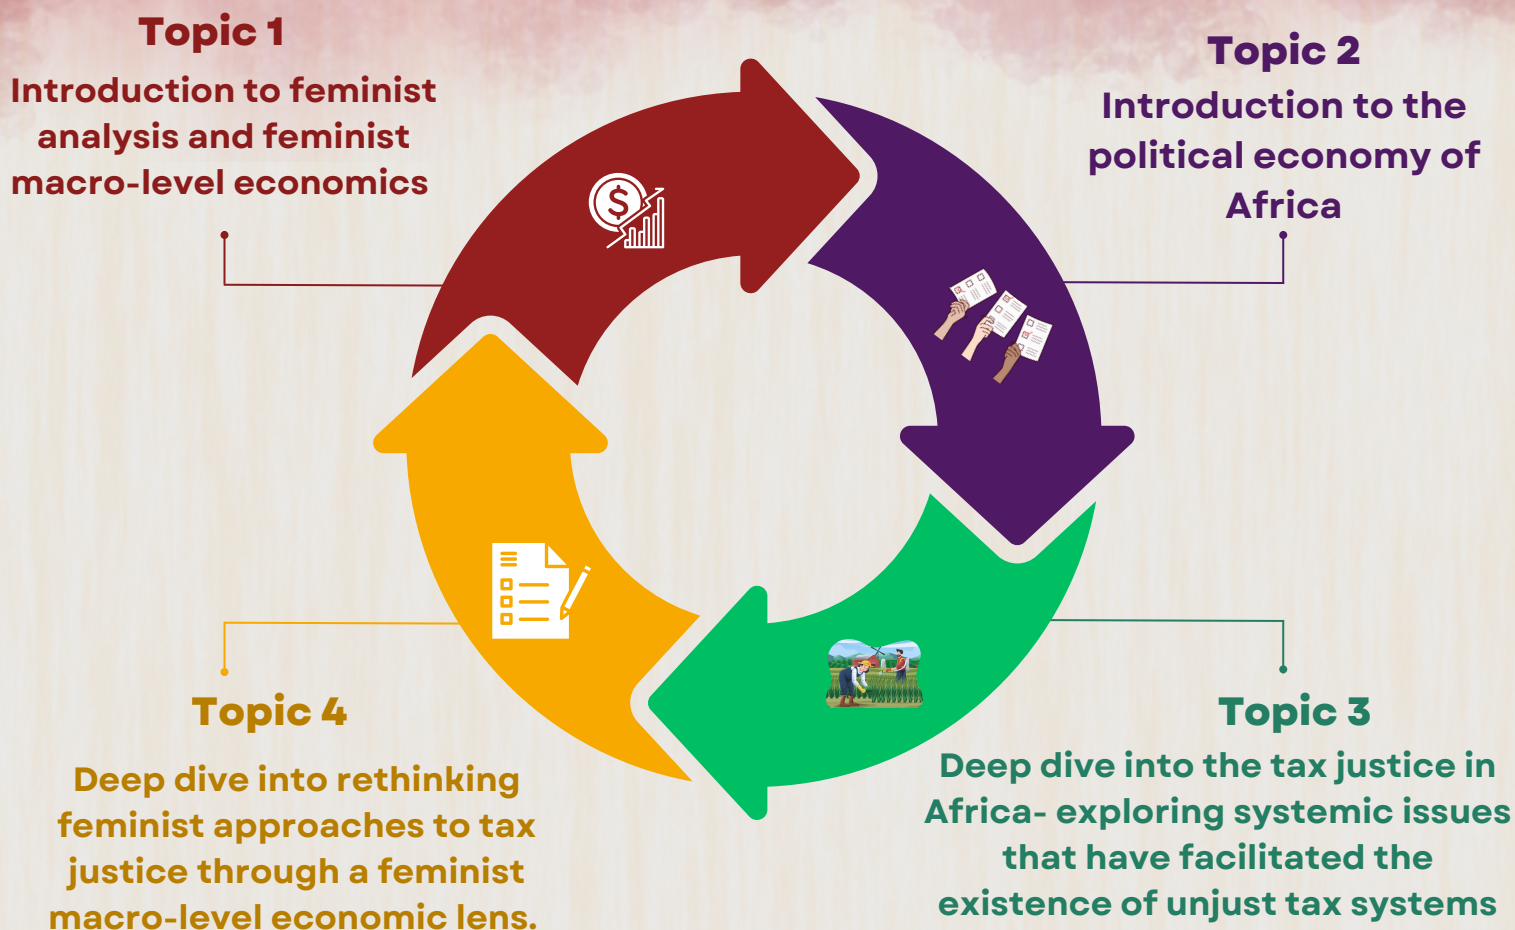 Topic 1
Introduction to feminist
analysis and feminist
macro-level economics
Topic 2
Introduction to the
political economy of
Africa
$
Topic 4
Deep dive into rethinking
feminist approaches to tax
justice through a feminist
macro-level economic lens.
Topic 3
Deep dive into the tax justice in
Africa- exploring systemic issues
that have facilitated the
existence of unjust tax systems